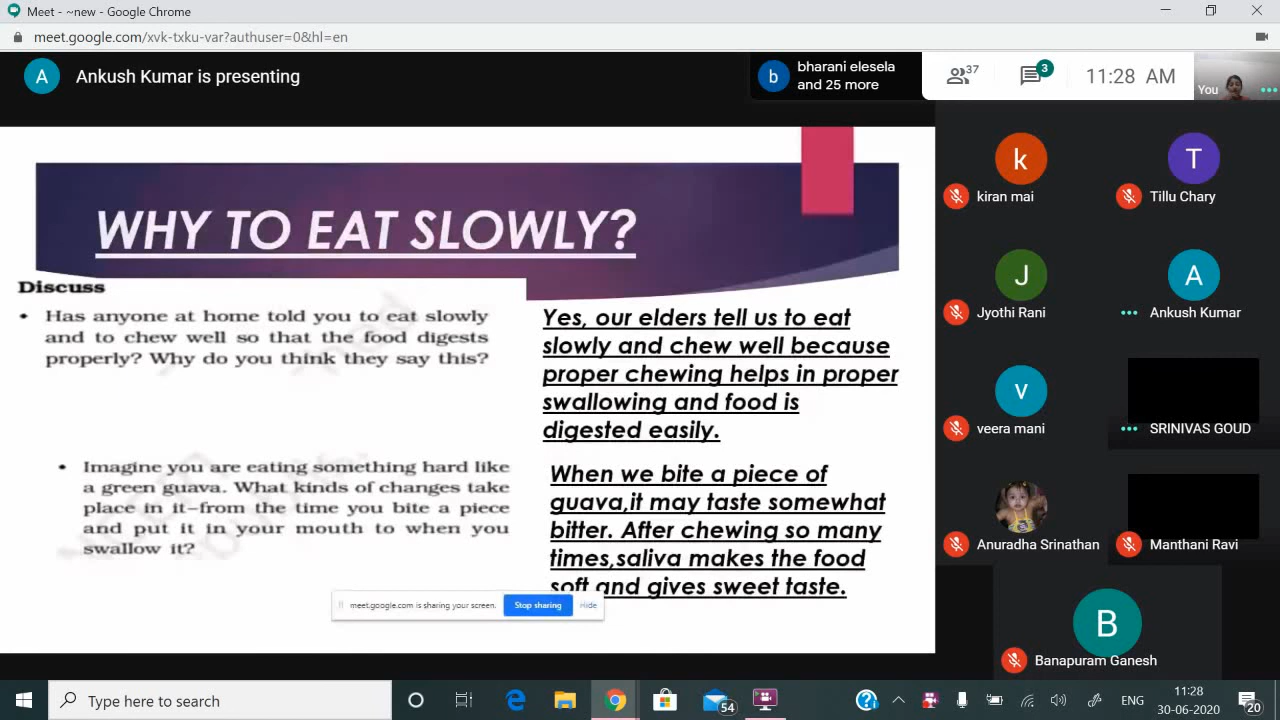 Meet - ~new - Google Chrome
meet.google.com/xvk-txku-var?authuser=0&hl=en
A Ankush Kumar is presenting
b bharani elesela
and 25 more
37
3
11:28 AM
You
WHY TO EAT SLOWLY?
Discuss
• Has anyone at home told you to eat slowly
and to chew well so that the food digests
properly? Why do you think they say this?
Yes, our elders tell us to eat
slowly and chew well because
proper chewing helps in proper
swallowing and food is
digested easily.
• Imagine you are eating something hard like
a green guava. What kinds of changes take
place in it–from the time you bite a piece
and put it in your mouth to when you
swallow it?
When we bite a piece of
guava,it may taste somewhat
bitter. After chewing so many
times,saliva makes the food
soft and gives sweet taste.
meet.google.com is sharing your screen. Stop sharing Hide
k
kiran mai
T
Tillu Chary
J
Jyothi Rani
A
Ankush Kumar
v
veera mani
SRINIVAS GOUD
Anuradha Srinathan
Manthani Ravi
B
Banapuram Ganesh
Type here to search
54
ENG
11:28
30-06-2020
20